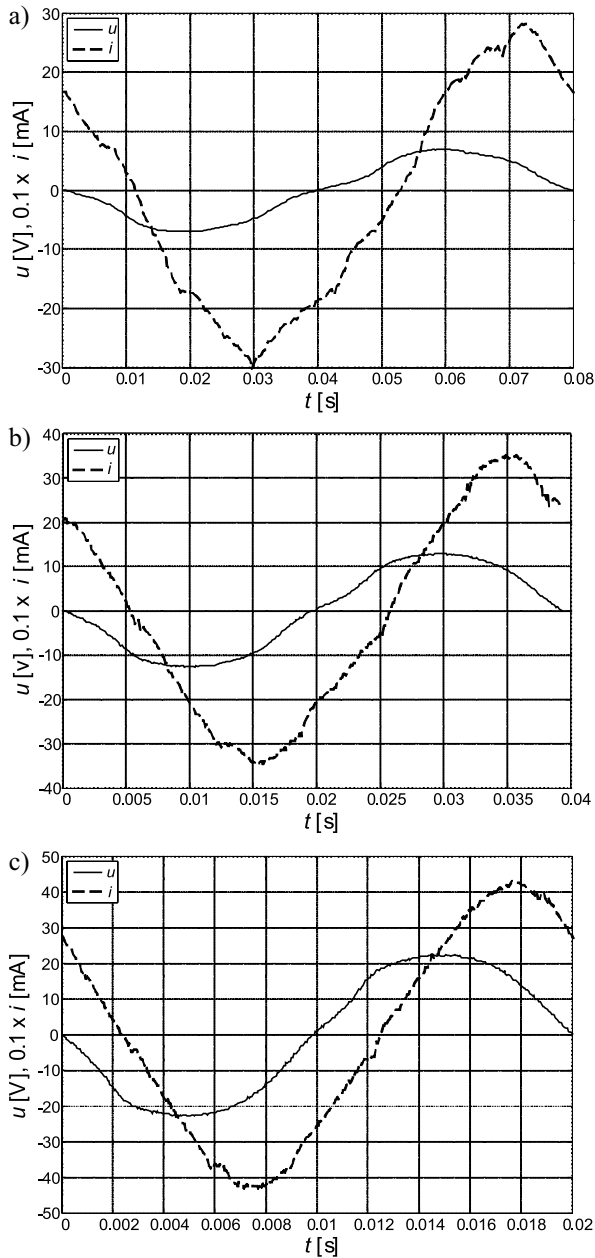 a)
u
i
30
20
10
0
-10
-20
-30
u [V], 0.1 x i [mA]
0 0.01 0.02 0.03 0.04 0.05 0.06 0.07 0.08
t [s]
b)
u
i
40
30
20
10
0
-10
-20
-30
-40
u [v], 0.1 x i [mA]
0 0.005 0.01 0.015 0.02 0.025 0.03 0.035 0.04
t [s]
c)
u
i
50
40
30
20
10
0
-10
-20
-30
-40
-50
u [V], 0.1 x i [mA]
0 0.002 0.004 0.006 0.008 0.01 0.012 0.014 0.016 0.018 0.02
t [s]